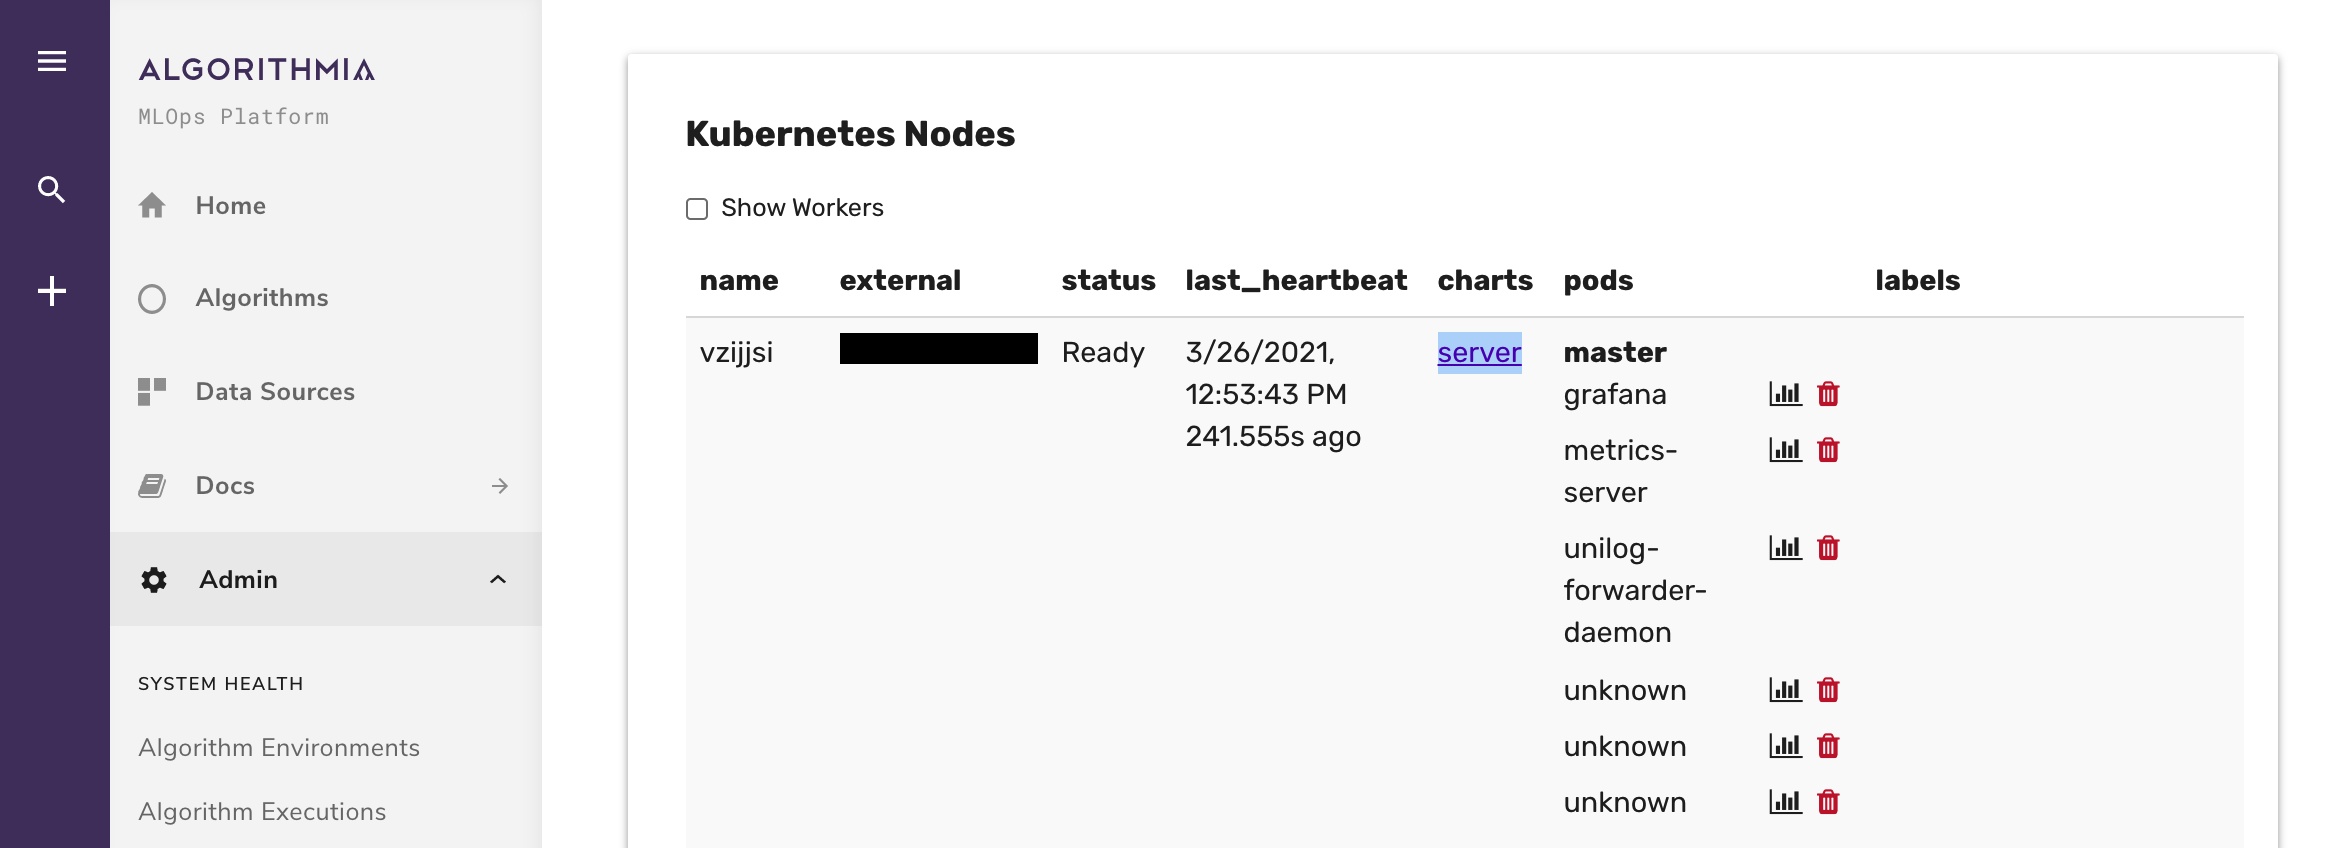 ALGORITHMIA
MLOps Platform
Home
Algorithms
Data Sources
Docs
Admin
SYSTEM HEALTH
Algorithm Environments
Algorithm Executions
Kubernetes Nodes
Show Workers
name external status last_heartbeat charts pods labels
vzijjsi Ready 3/26/2021, server master
12:53:43 PM grafana
241.555s ago
metrics-
server
unilog-
forwarder-
daemon
unknown
unknown
unknown